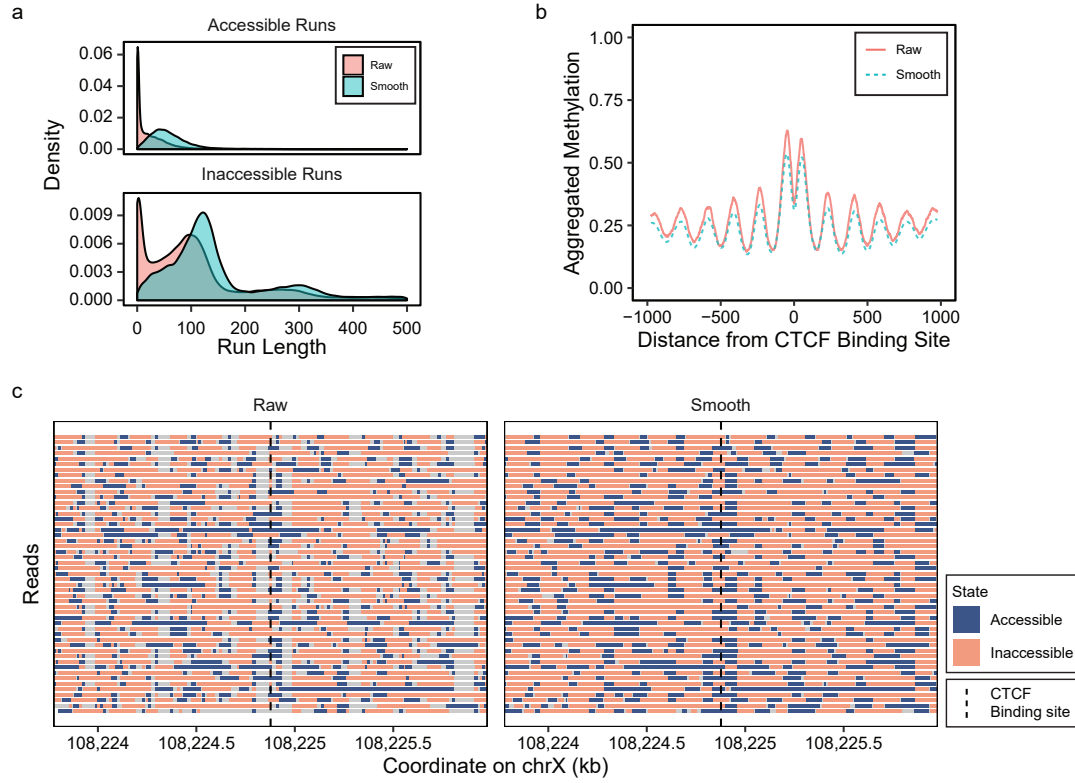 a
Accessible Runs
0.06
0.04
0.02
0.00
Raw
Smooth
Density
Inaccessible Runs
0.009
0.006
0.003
0.000
0 100 200 300 400 500
Run Length
b
1.00
0.75
0.50
0.25
0.00
Raw
Smooth
Aggregated Methylation
−1000 −500 0 500 1000
Distance from CTCF Binding Site
c
Raw Smooth
Reads
108,224 108,224.5 108,225 108,225.5 108,224 108,224.5 108,225 108,225.5
Coordinate on chrX (kb)
State
Accessible
Inaccessible
CTCF
Binding site